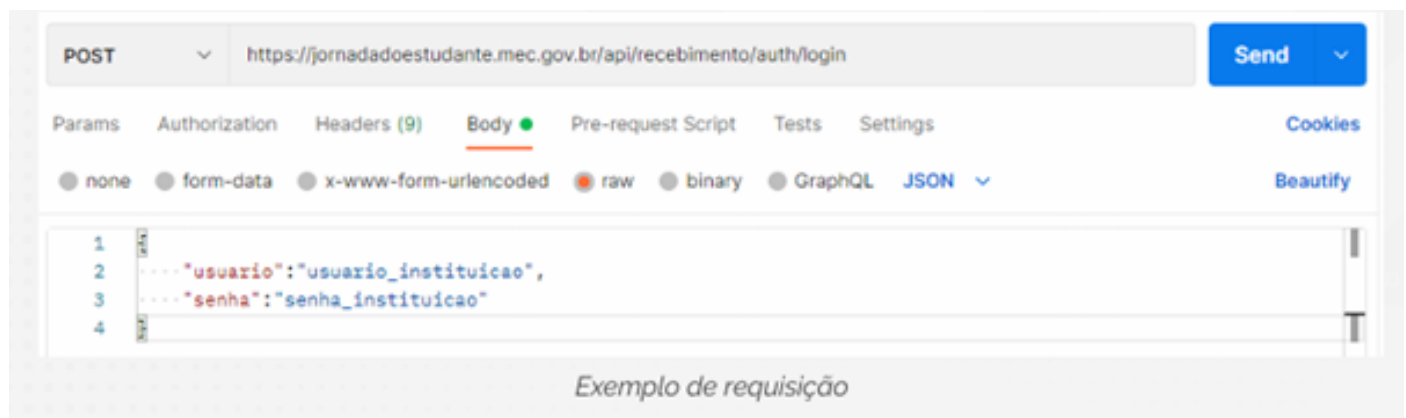 POST https://jornadadoestudante.mec.gov.br/api/recebimento/auth/login Send
Params Authorization Headers (9) Body Pre-request Script Tests Settings Cookies
none form-data x-www-form-urlencoded raw binary GraphQL JSON Beautify
1 {
2 ····"usuario":"usuario_instituicao",
3 ····"senha":"senha_instituicao"
4 }
Exemplo de requisição